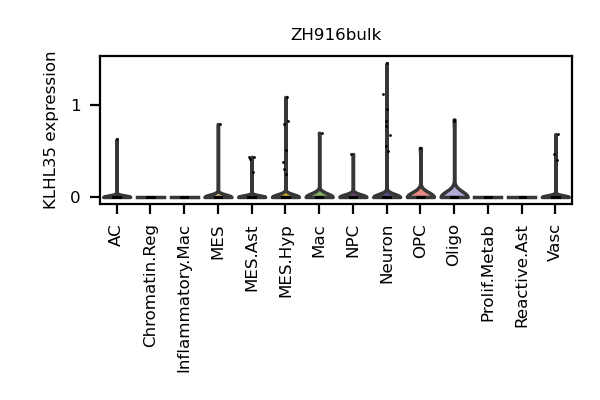 ZH916bulk
KLHL35 expression
1
0
AC
Chromatin.Reg
Inflammatory.Mac
MES
MES.Ast
MES.Hyp
Mac
NPC
Neuron
OPC
Oligo
Prolif.Metab
Reactive.Ast
Vasc